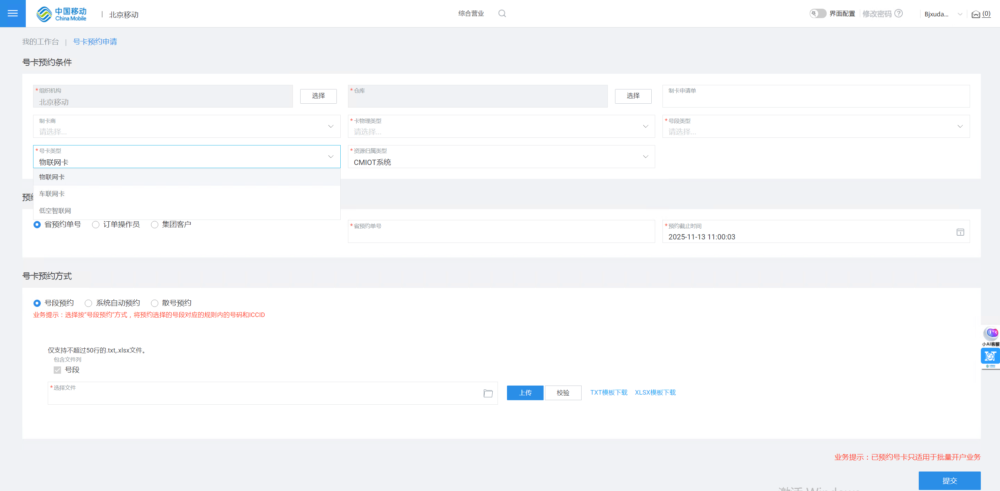 中国移动
China Mobile
| 北京移动
综合营业
界面配置
修改密码
Bjxuda...
(0)
我的工作台 | 号卡预约申请
号卡预约条件
*组织机构
北京移动
选择
*仓库
选择
制卡申请单
制卡商
请选择...
*卡物理类型
请选择...
*号段类型
请选择...
*号卡类型
物联网卡
*资源归属类型
CMIOT系统
物联网卡
车联网卡
低空智联网
预约
省预约单号 订单操作员 集团客户
*省预约单号
*预约截止时间
2025-11-13 11:00:03
号卡预约方式
号段预约 系统自动预约 散号预约
业务提示：选择按“号段预约“方式，将预约选择的号段对应的规则内的号码和ICCID
仅支持不超过50行的.txt,.xlsx文件。
包含文件列
号段
*选择文件
上传
校验
TXT模板下载
XLSX模板下载
小AI客服
业务提示：已预约号卡只适用于批量开户业务
提交
激活 Windows